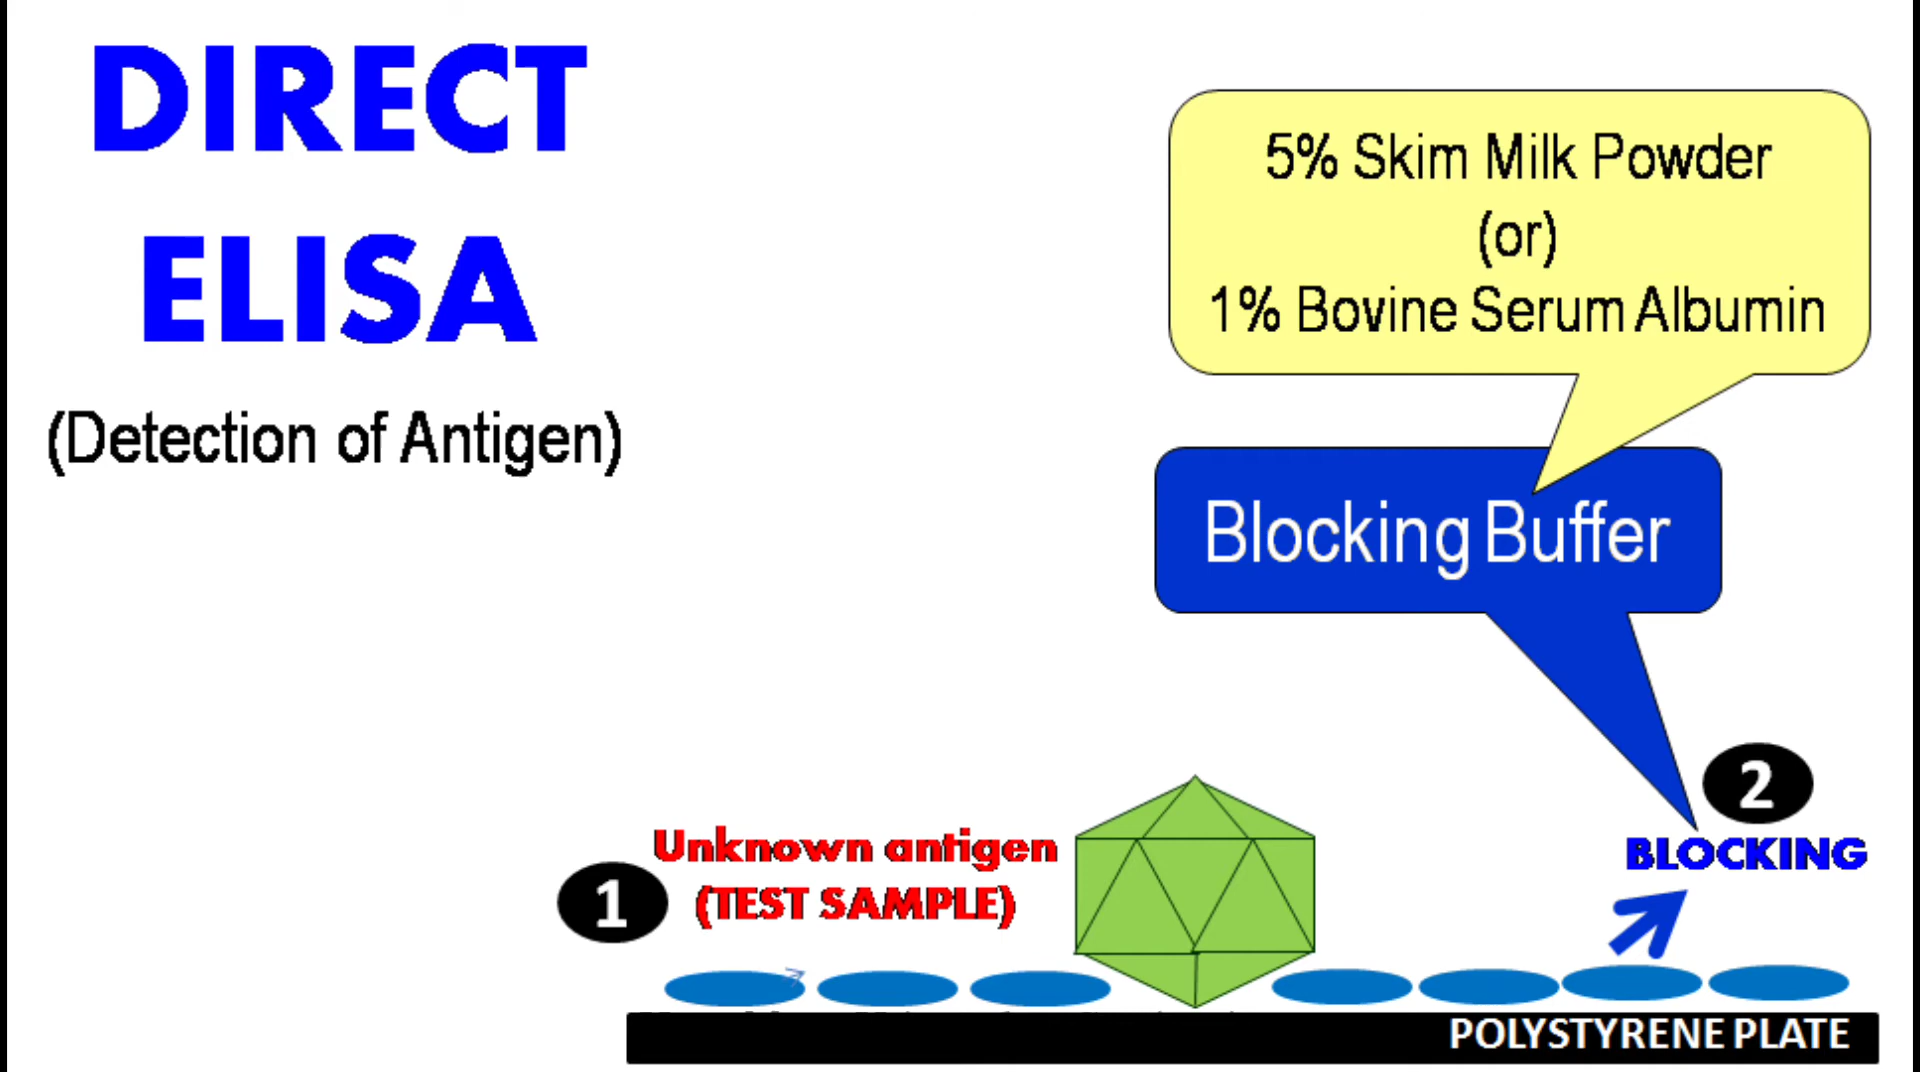 DIRECT
ELISA
(Detection of Antigen)
5% Skim Milk Powder
(or)
1% Bovine Serum Albumin
Blocking Buffer
2
BLOCKING
Unknown antigen
1
(TEST SAMPLE)
POLYSTYRENE PLATE